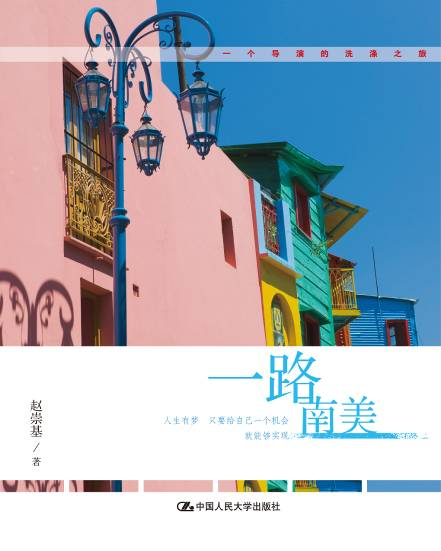 一个导演的洗涤之旅
一路
南美
人生有梦 只要给自己一个机会
就能够实现
赵崇基/著
中国人民大学出版社